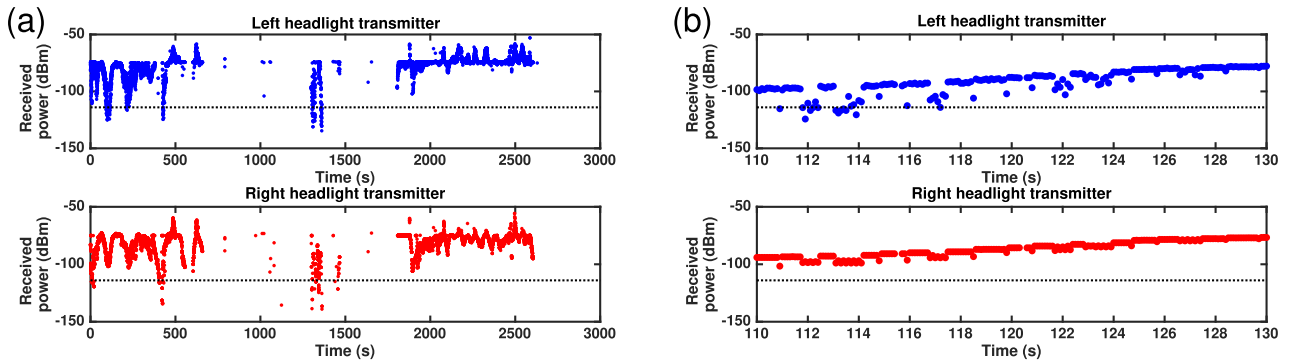 (a)
Left headlight transmitter
Received
power (dBm)
-50
-100
-150
0 500 1000 1500 2000 2500 3000
Time (s)
Right headlight transmitter
Received
power (dBm)
-50
-100
-150
0 500 1000 1500 2000 2500 3000
Time (s)
(b)
Left headlight transmitter
Received
power (dBm)
-50
-100
-150
110 112 114 116 118 120 122 124 126 128 130
Time (s)
Right headlight transmitter
Received
power (dBm)
-50
-100
-150
110 112 114 116 118 120 122 124 126 128 130
Time (s)